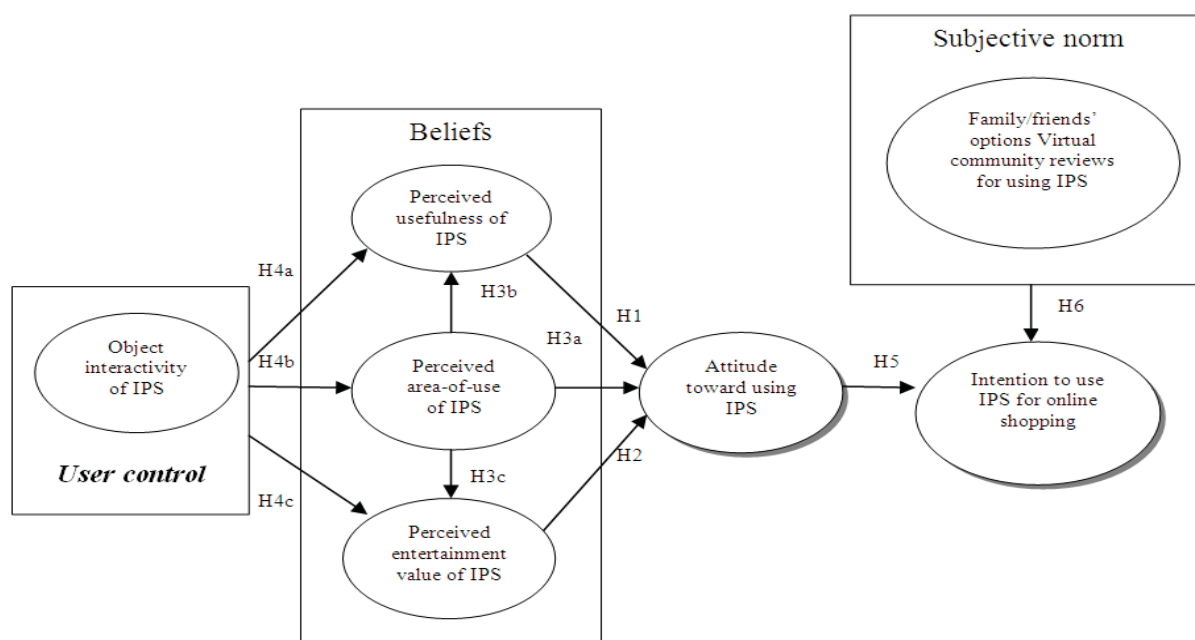 Subjective norm
Family/friends’
options Virtual
community reviews
for using IPS
Beliefs
Perceived
usefulness of
IPS
H4a
H3b
H1
H6
Object
interactivity
of IPS
H4b
Perceived
area-of-use
of IPS
H3a
Attitude
toward using
IPS
H5
Intention to use
IPS for online
shopping
User control
H4c
H3c
H2
Perceived
entertainment
value of IPS